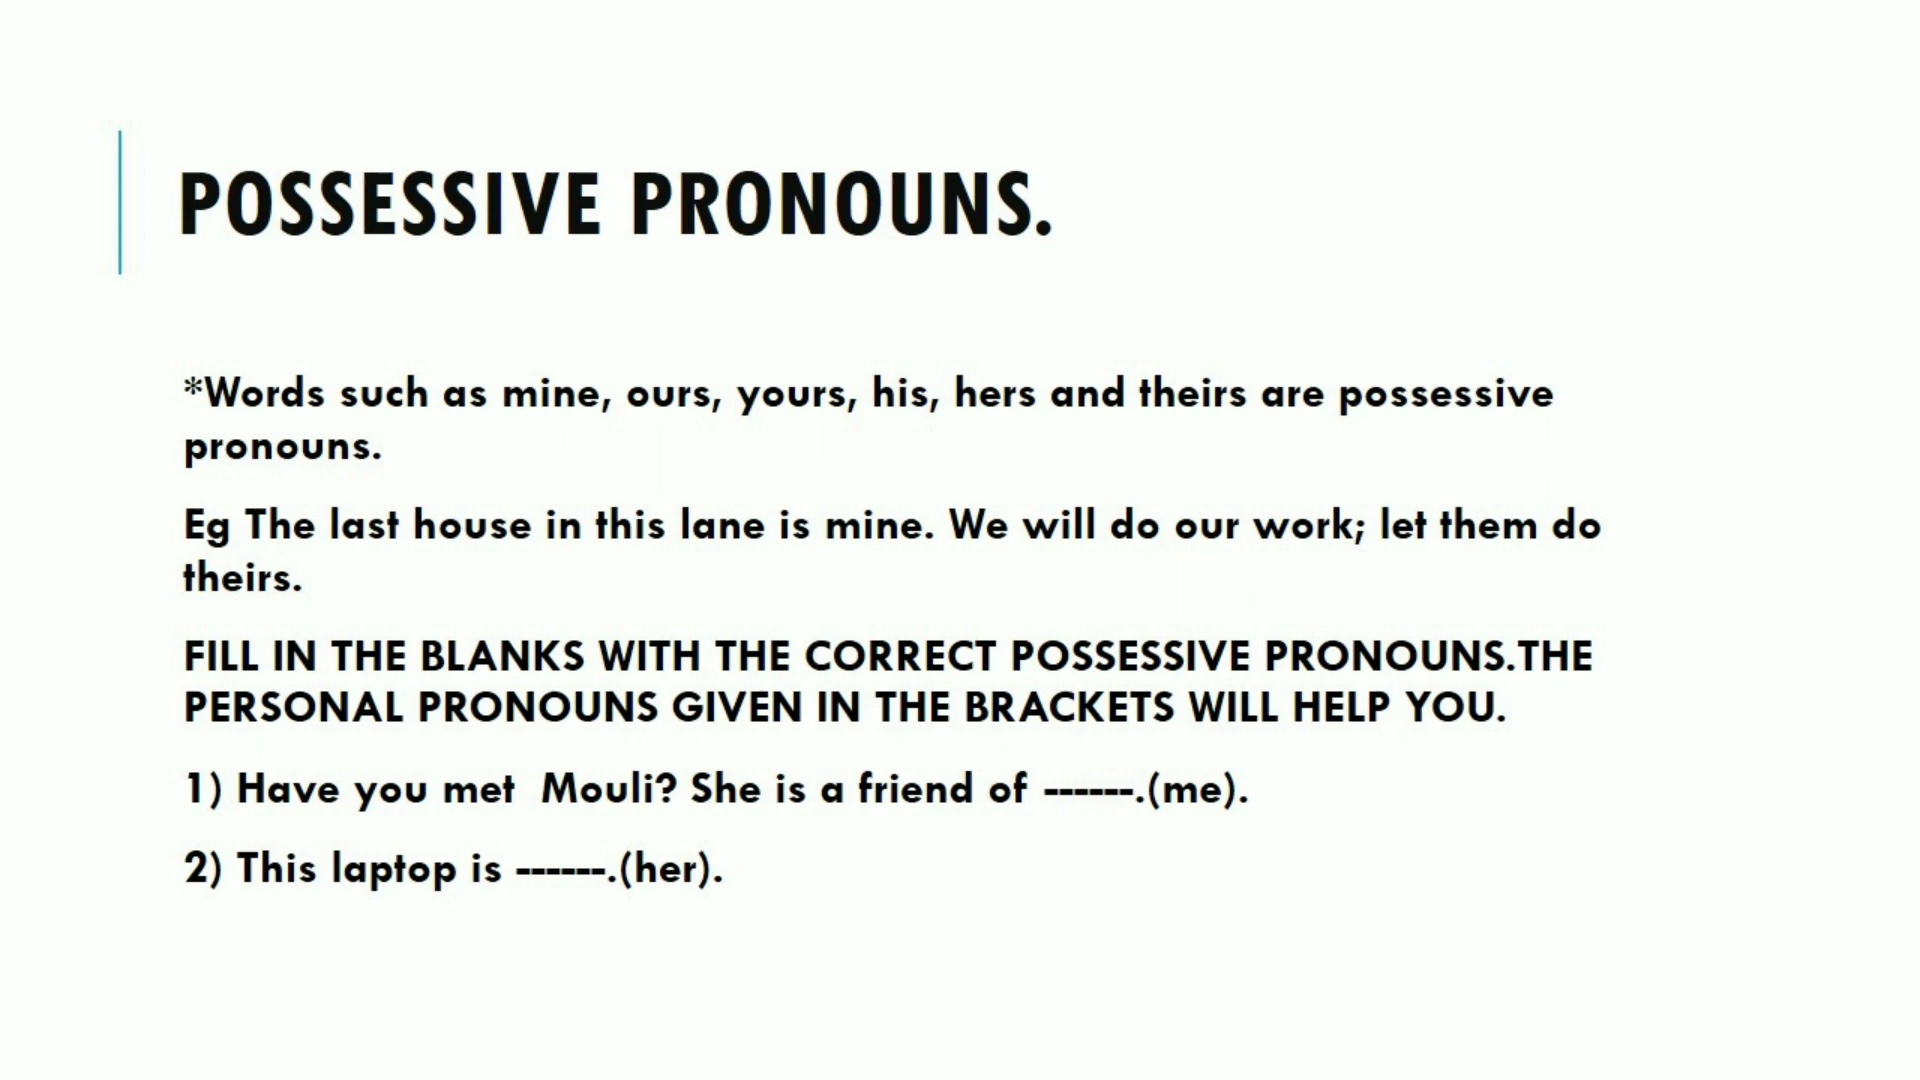 POSSESSIVE PRONOUNS.
*Words such as mine, ours, yours, his, hers and theirs are possessive
pronouns.
Eg The last house in this lane is mine. We will do our work; let them do
theirs.
FILL IN THE BLANKS WITH THE CORRECT POSSESSIVE PRONOUNS.THE
PERSONAL PRONOUNS GIVEN IN THE BRACKETS WILL HELP YOU.
1) Have you met  Mouli? She is a friend of ------.(me).
2) This laptop is ------.(her).